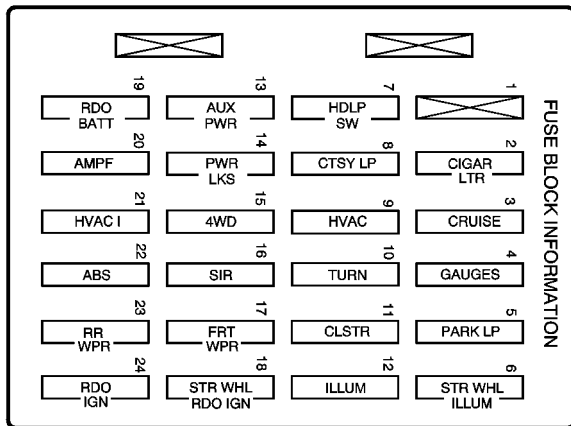 19
13
7
1
RDO
BATT
AUX
PWR
HDLP
SW
20
14
8
2
AMPF
PWR
LKS
CTSY LP
CIGAR
LTR
21
15
9
3
HVAC I
4WD
HVAC
CRUISE
22
16
10
4
ABS
SIR
TURN
GAUGES
23
17
11
5
RR
WPR
FRT
WPR
CLSTR
PARK LP
24
18
12
6
RDO
IGN
STR WHL
RDO IGN
ILLUM
STR WHL
ILLUM
FUSE BLOCK INFORMATION